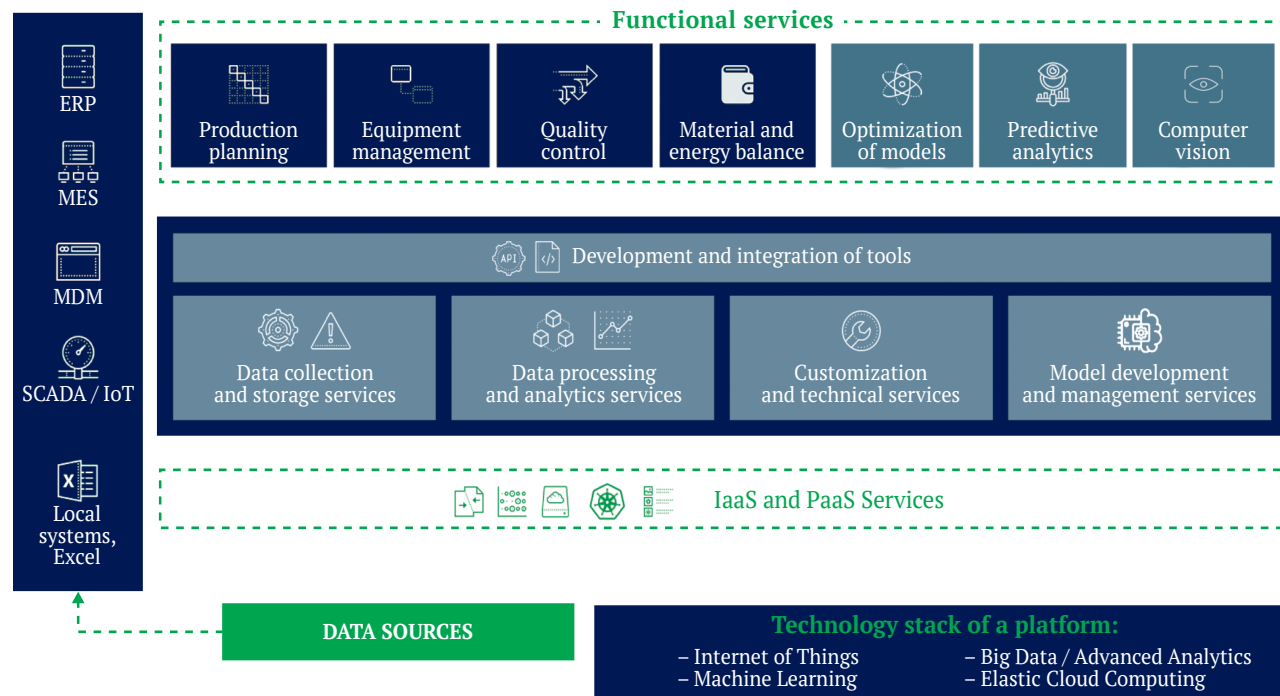 Functional services
ERP
MES
MDM
SCADA / IoT
X
Local
systems,
Excel
Production
planning
Equipment
management
Quality
control
Material and
energy balance
Optimization
of models
Predictive
analytics
Computer
vision
API
</>
Development and integration of tools
Data collection
and storage services
Data processing
and analytics services
Customization
and technical services
Model development
and management services
IaaS and PaaS Services
DATA SOURCES
Technology stack of a platform:
– Internet of Things
– Machine Learning
– Big Data / Advanced Analytics
– Elastic Cloud Computing